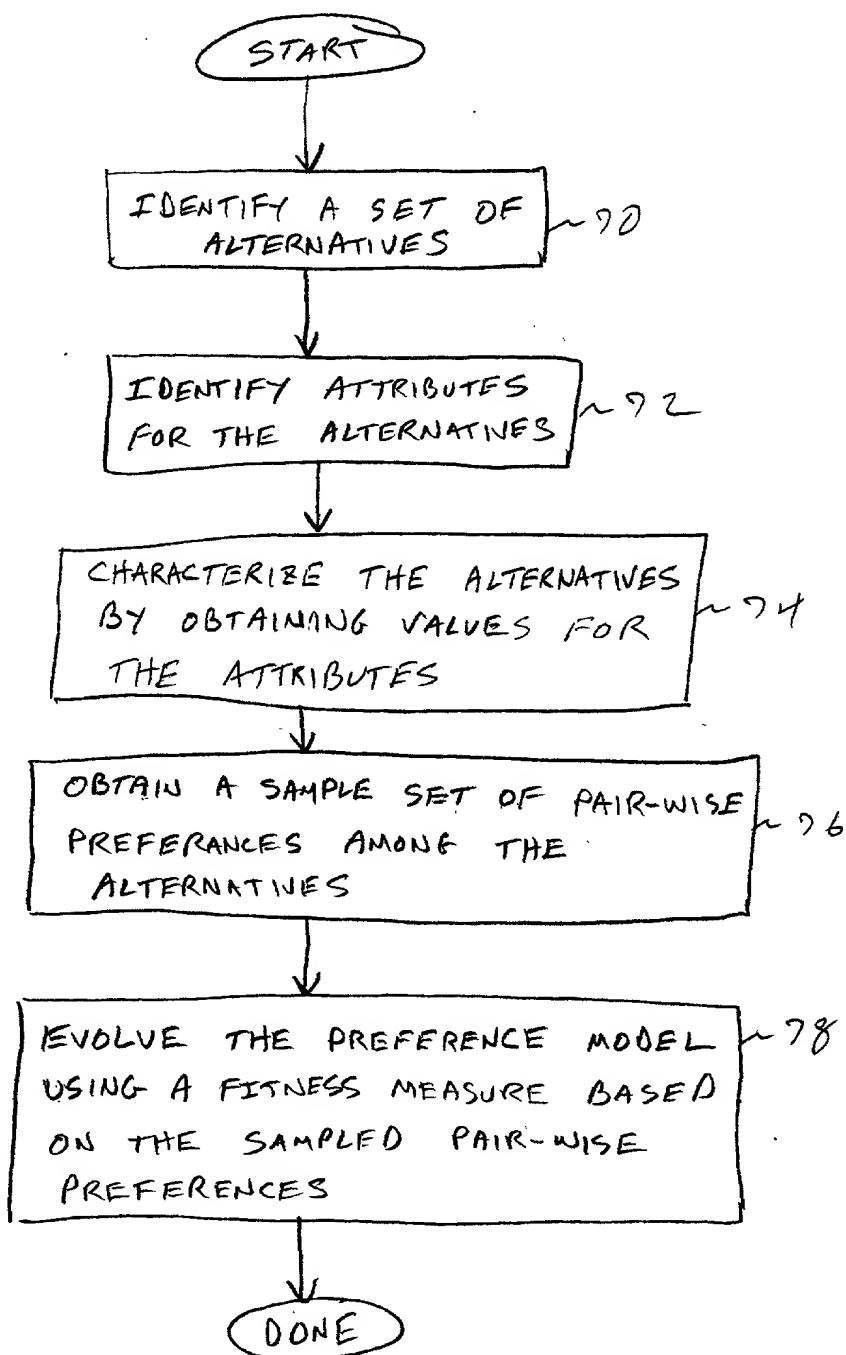 START
IDENTIFY A SET OF
ALTERNATIVES
~70
IDENTIFY ATTRIBUTES
FOR THE ALTERNATIVES
~72
CHARACTERIZE THE ALTERNATIVES
BY OBTAINING VALUES FOR
THE ATTRIBUTES
~74
OBTAIN A SAMPLE SET OF PAIR-WISE
PREFERANCES AMONG THE
ALTERNATIVES
~76
EVOLVE THE PREFERENCE MODEL
USING A FITNESS MEASURE BASED
ON THE SAMPLED PAIR-WISE
PREFERENCES
~78
DONE